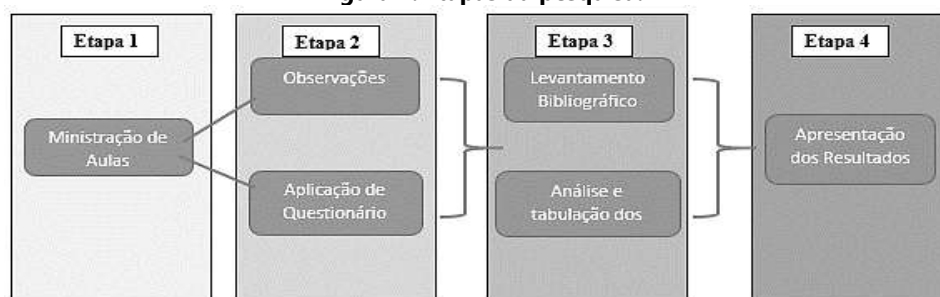 Etapa 1
Ministração de
Aulas
Etapa 2
Observações
Aplicação de
Questionário
Etapa 3
Levantamento
Bibliográfico
Análise e
tabulação dos
Etapa 4
Apresentação
dos Resultados